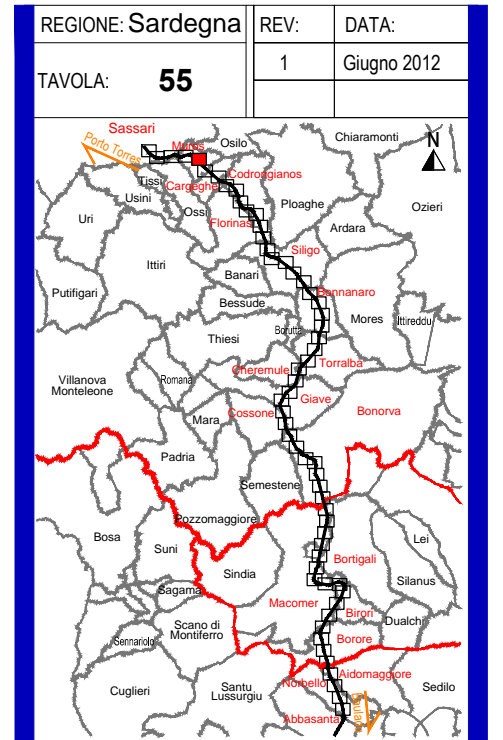 REGIONE: Sardegna
REV:
DATA:
TAVOLA: 55
1
Giugno 2012
Sassari
Porto Torres
Muros
Osilo
Chiaramonti
N
Tissi
Cargeghe
Codrongianos
Usini
Ossi
Florinas
Ploaghe
Ozieri
Uri
Ardara
Siligo
Ittiri
Banari
Bonnanaro
Putifigari
Bessude
Mores
Ittireddu
Borutta
Thiesi
Cheremule
Torralba
Villanova
Monteleone
Romana
Giave
Cossone
Bonorva
Mara
Padria
Semestene
Pozzomaggiore
Bosa
Suni
Lei
Bortigali
Sindia
Silanus
Sagama
Macomer
Birori
Dualchi
Scano di
Montiferro
Sennariolo
Borore
Aidomaggiore
Norbello
Cuglieri
Santu
Lussurgiu
Sedilo
Abbasanta